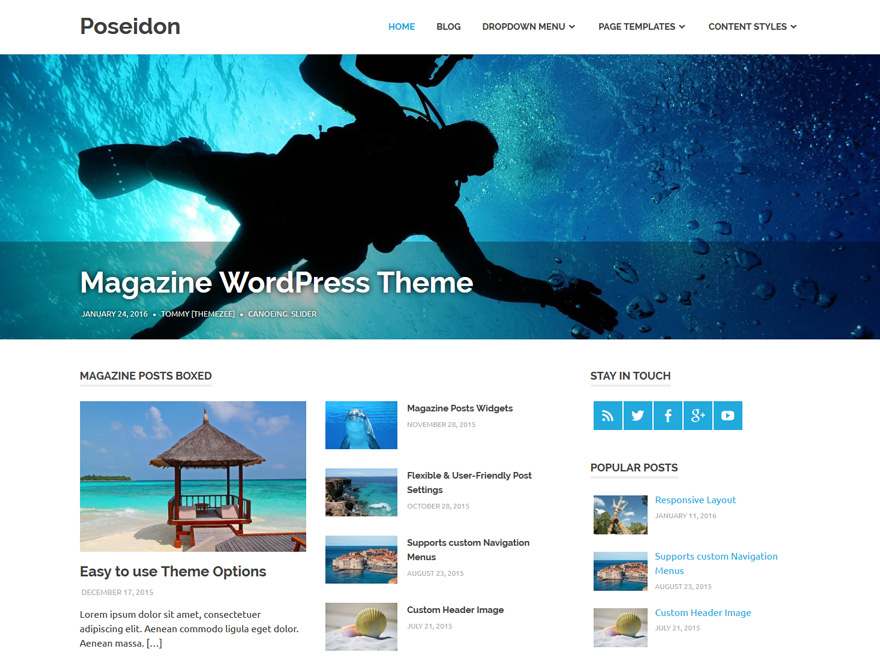 Poseidon
HOME BLOG DROPDOWN MENU PAGE TEMPLATES CONTENT STYLES
Magazine WordPress Theme
JANUARY 24, 2016 • TOMMY [THEMEZEE] • CANOEING, SLIDER
MAGAZINE POSTS BOXED
Easy to use Theme Options
DECEMBER 17, 2015
Lorem ipsum dolor sit amet, consectetuer
adipiscing elit. Aenean commodo ligula eget dolor.
Aenean massa. [...]
Magazine Posts Widgets
NOVEMBER 28, 2015
Flexible & User-Friendly Post
Settings
OCTOBER 28, 2015
Supports custom Navigation
Menus
AUGUST 23, 2015
Custom Header Image
JULY 21, 2015
STAY IN TOUCH
POPULAR POSTS
Responsive Layout
JANUARY 11, 2016
Supports custom Navigation
Menus
AUGUST 23, 2015
Custom Header Image
JULY 21, 2015